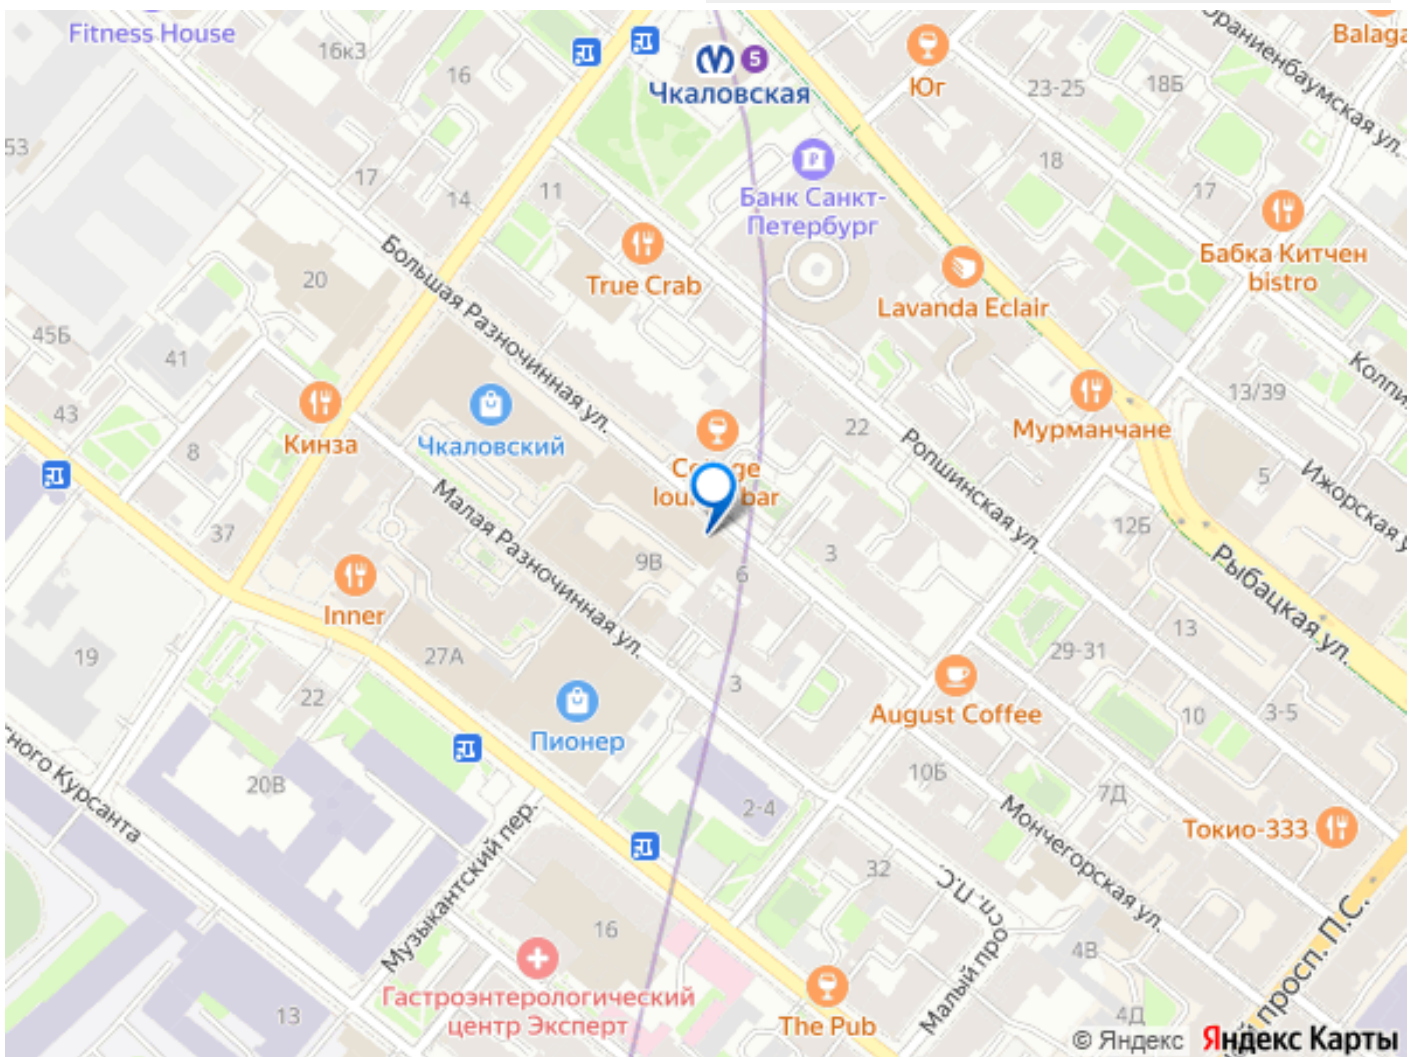 Fitness House
16к3
16
5
Чкаловская
Юг
23-25
18Б
Balaga
Ораниенбаумская ул.
53
17
14
11
Банк Санкт-
Петербург
18
17
Бабка Китчен
bistro
20
Большая Разночинная ул.
True Crab
Lavanda Eclair
45Б
41
43
Кинза
8
Чкаловский
22
Мурманчане
13/39
5
Ропшинская ул.
Ижорская у
lou bar
Малая Разночинная ул.
37
9В
6
3
12Б
Рыбацкая ул.
Inner
27А
19
22
3
29-31
13
Пионер
August Coffee
10
3-5
20В
10Б
7Д
2-4
Мончегорская ул.
Токио-333
сного Курсанта
Музыкантский пер.
32
Малый просп. П.С.
16
4В
Гастроэнтерологический
центр Эксперт
13
The Pub
4Д
й просп. П.С.
© Яндекс Яндекс Карты